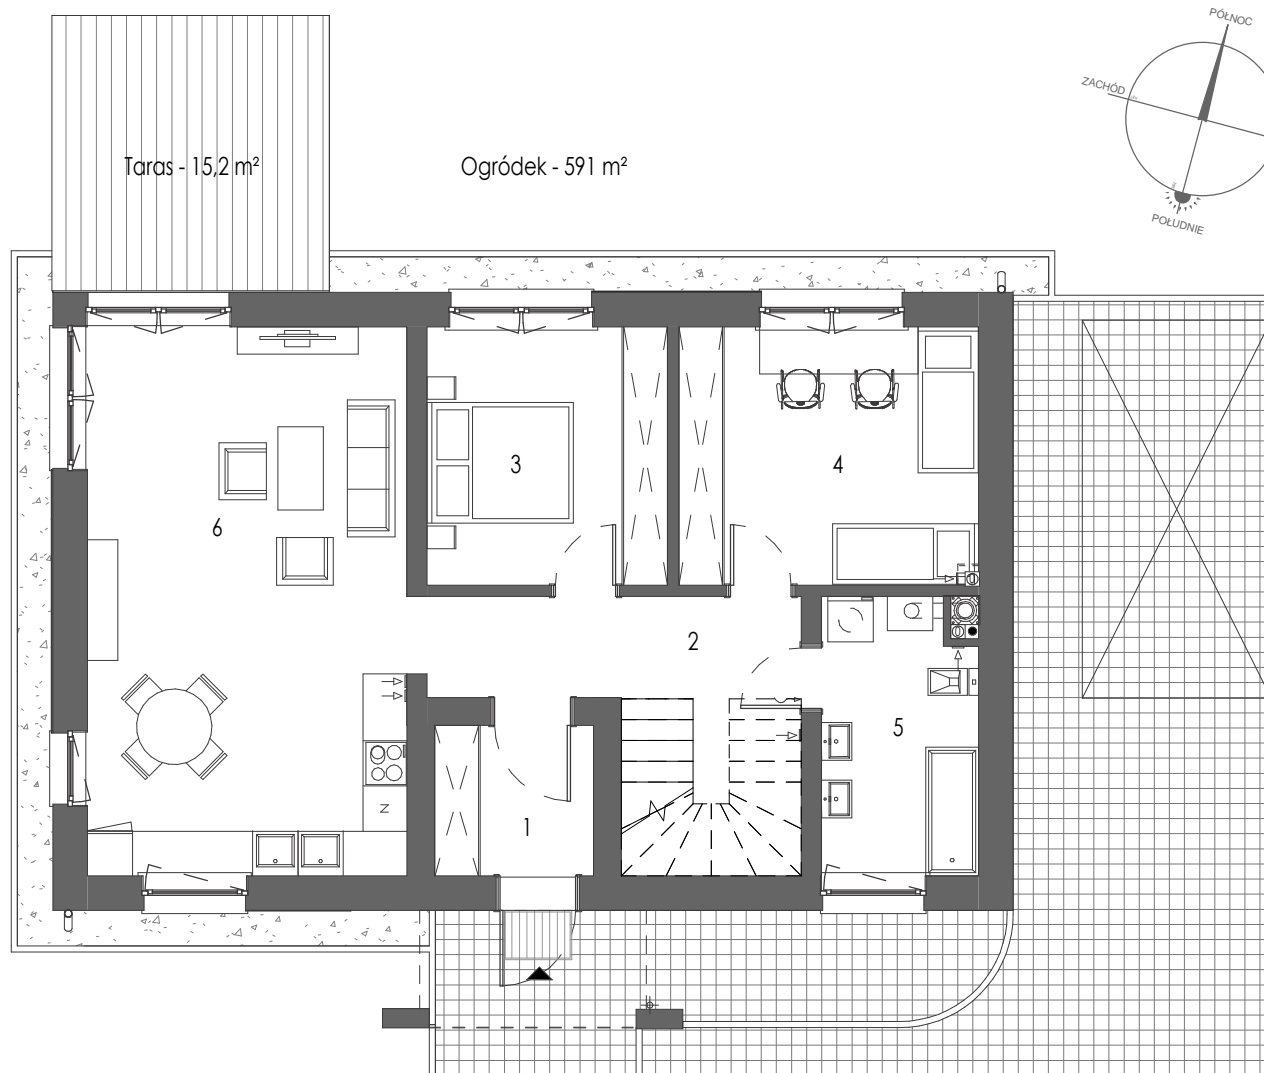 PÓŁNOC
ZACHÓD
Taras - 15,2 m²
Ogródek - 591 m²
POŁUDNIE
3
4
6
2
5
1
N